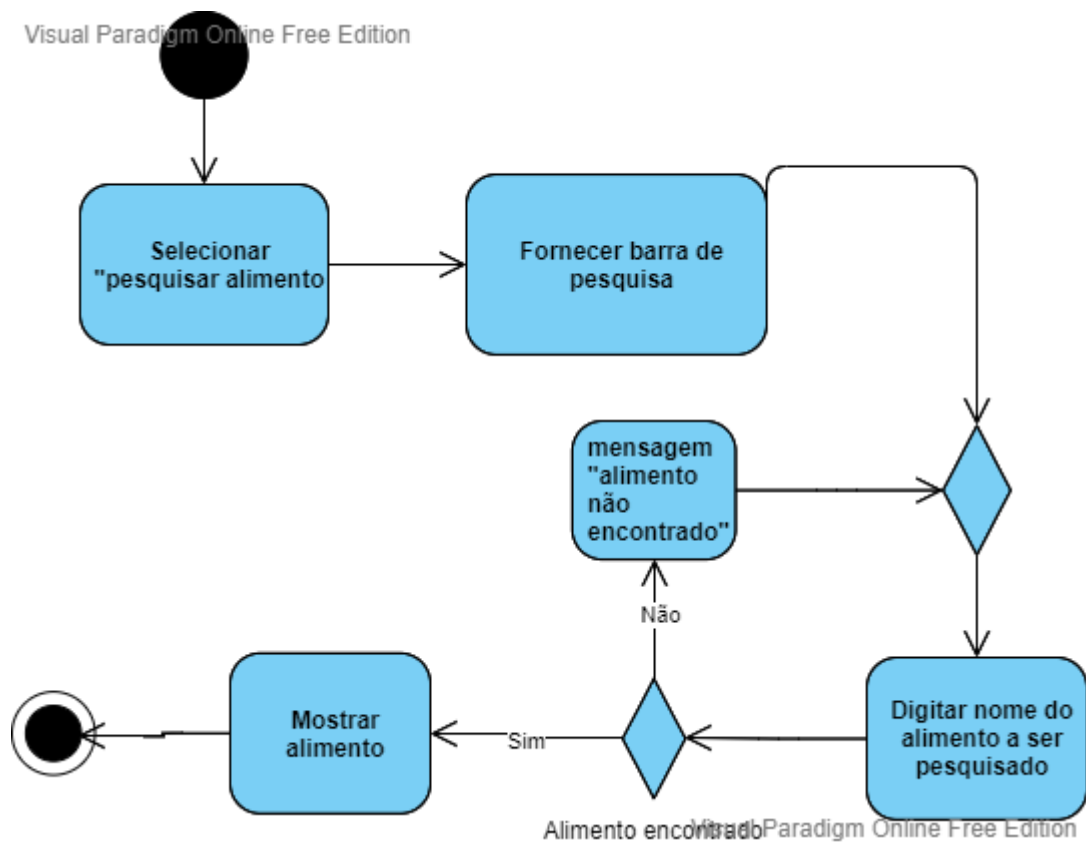 Visual Paradigm Online Free Edition
Selecionar
"pesquisar alimento
Fornecer barra de
pesquisa
mensagem
"alimento
não
encontrado"
Não
Digitar nome do
alimento a ser
pesquisado
Sim
Mostrar
alimento
Alimento encontrado
Visual Paradigm Online Free Edition